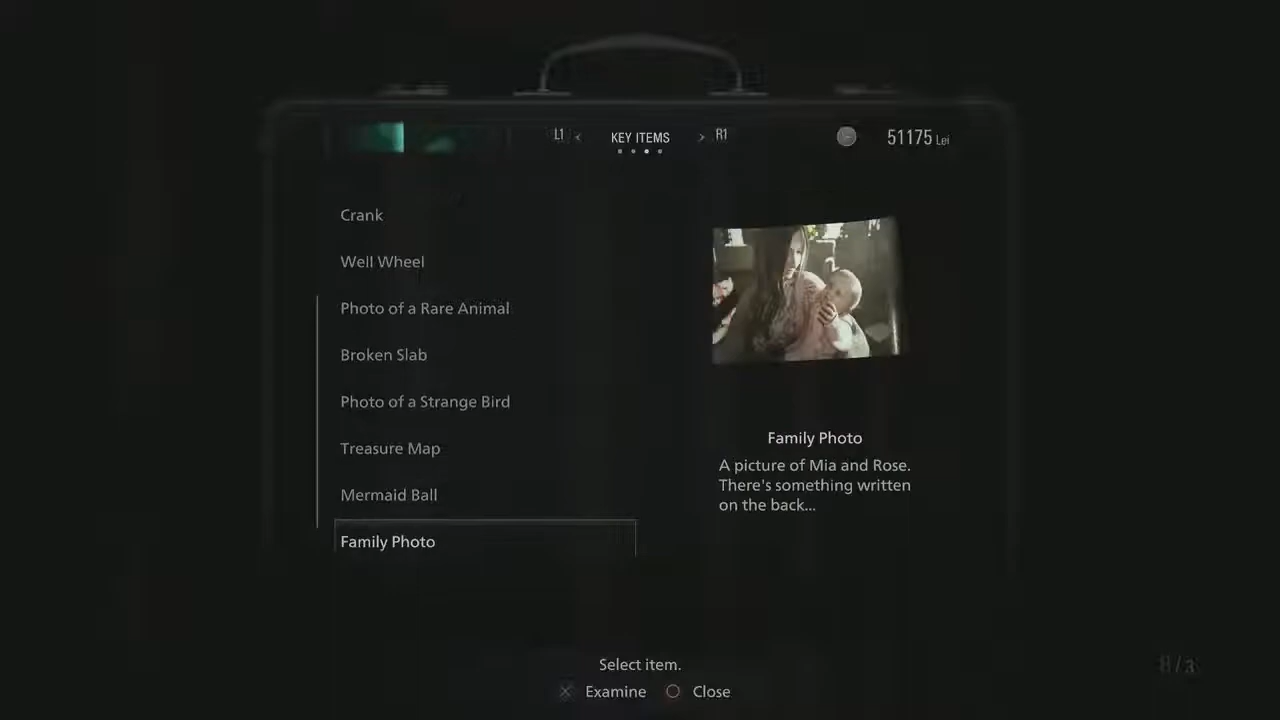 L1 < KEY ITEMS > R1 51175 Lei
Crank
Well Wheel
Photo of a Rare Animal
Broken Slab
Photo of a Strange Bird
Treasure Map
Mermaid Ball
Family Photo
Family Photo
A picture of Mia and Rose.
There's something written
on the back...
Select item.
Examine Close
8/3